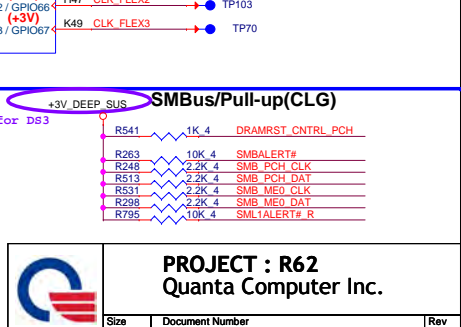 2 / GPIO66 CLK_FLEX2 TP103
(+3V)
3 / GPIO67 K49 CLK_FLEX3 TP70
+3V_DEEP_SUS SMBus/Pull-up(CLG)
for DS3
R541 1K_4 DRAMRST_CNTRL_PCH
R263 10K_4 SMBALERT#
R248 2.2K_4 SMB_PCH_CLK
R513 2.2K_4 SMB_PCH_DAT
R531 2.2K_4 SMB_ME0_CLK
R298 2.2K_4 SMB_ME0_DAT
R795 10K_4 SML1ALERT#_R
PROJECT : R62
Quanta Computer Inc.
Size Document Number Rev